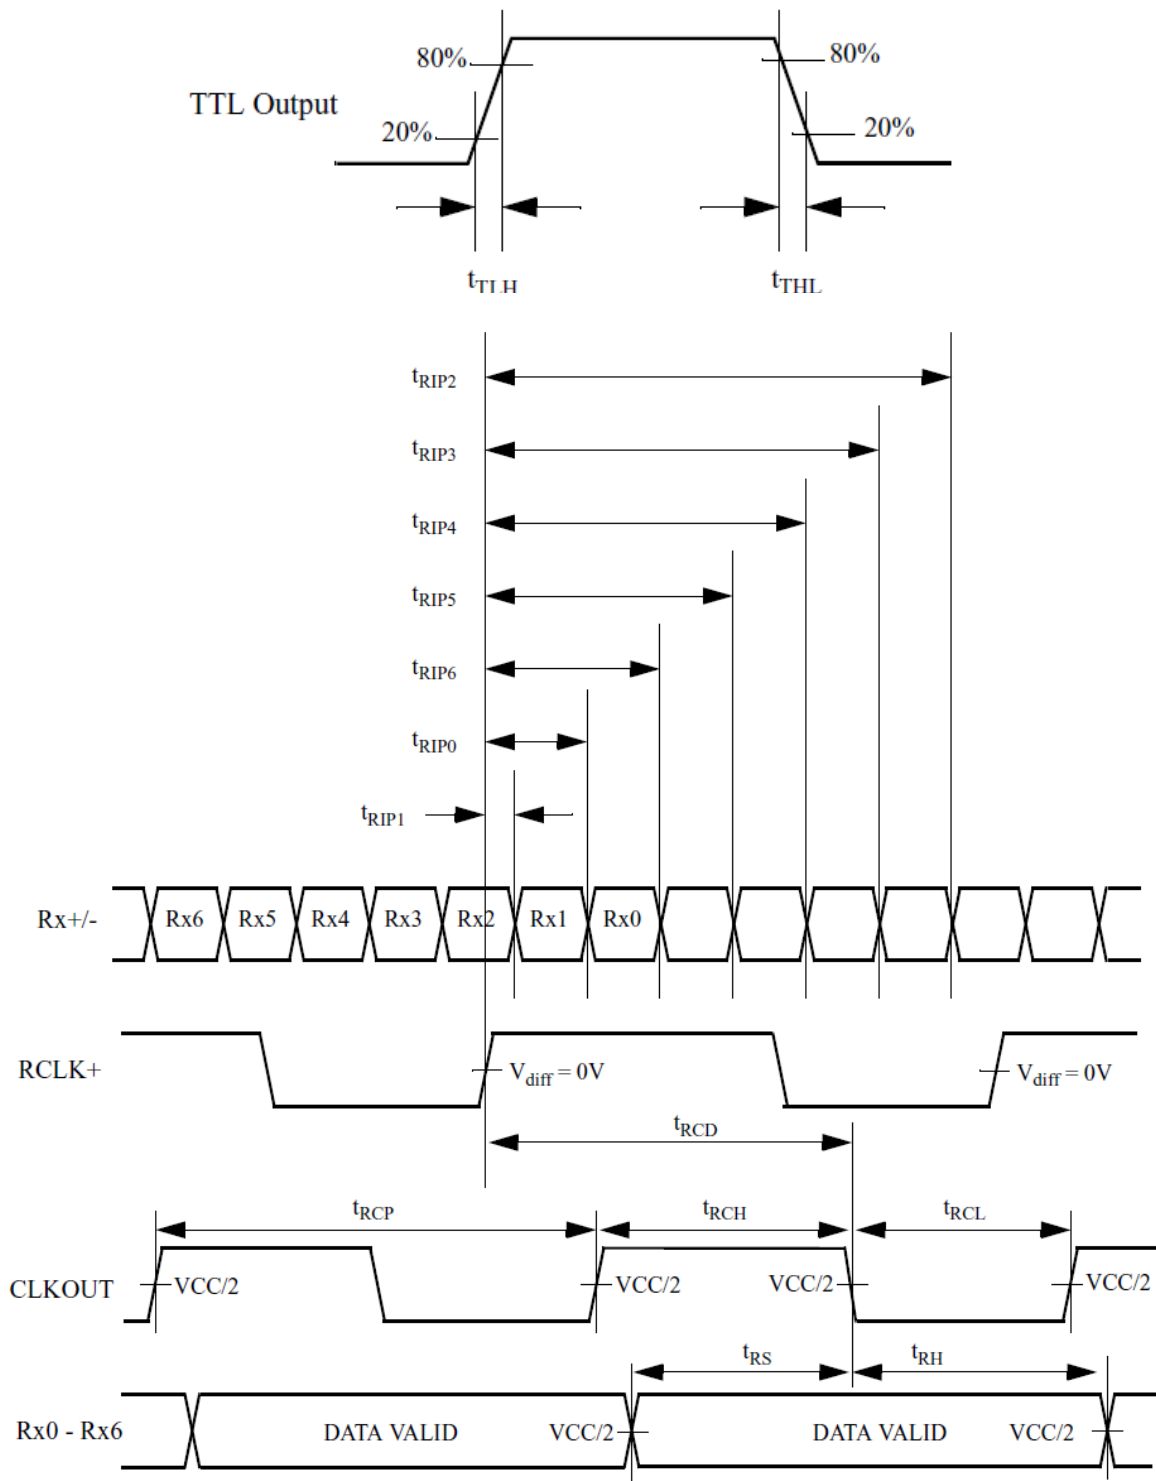 80%
80%
TTL Output
20%
20%
tTLH
tTHL
tRIP2
tRIP3
tRIP4
tRIP5
tRIP6
tRIP0
tRIP1
Rx+/-
Rx6
Rx5
Rx4
Rx3
Rx2
Rx1
Rx0
RCLK+
Vdiff = 0V
Vdiff = 0V
tRCD
tRCP
tRCH
tRCL
CLKOUT
VCC/2
VCC/2
VCC/2
VCC/2
tRS
tRH
Rx0 - Rx6
DATA VALID
VCC/2
DATA VALID
VCC/2